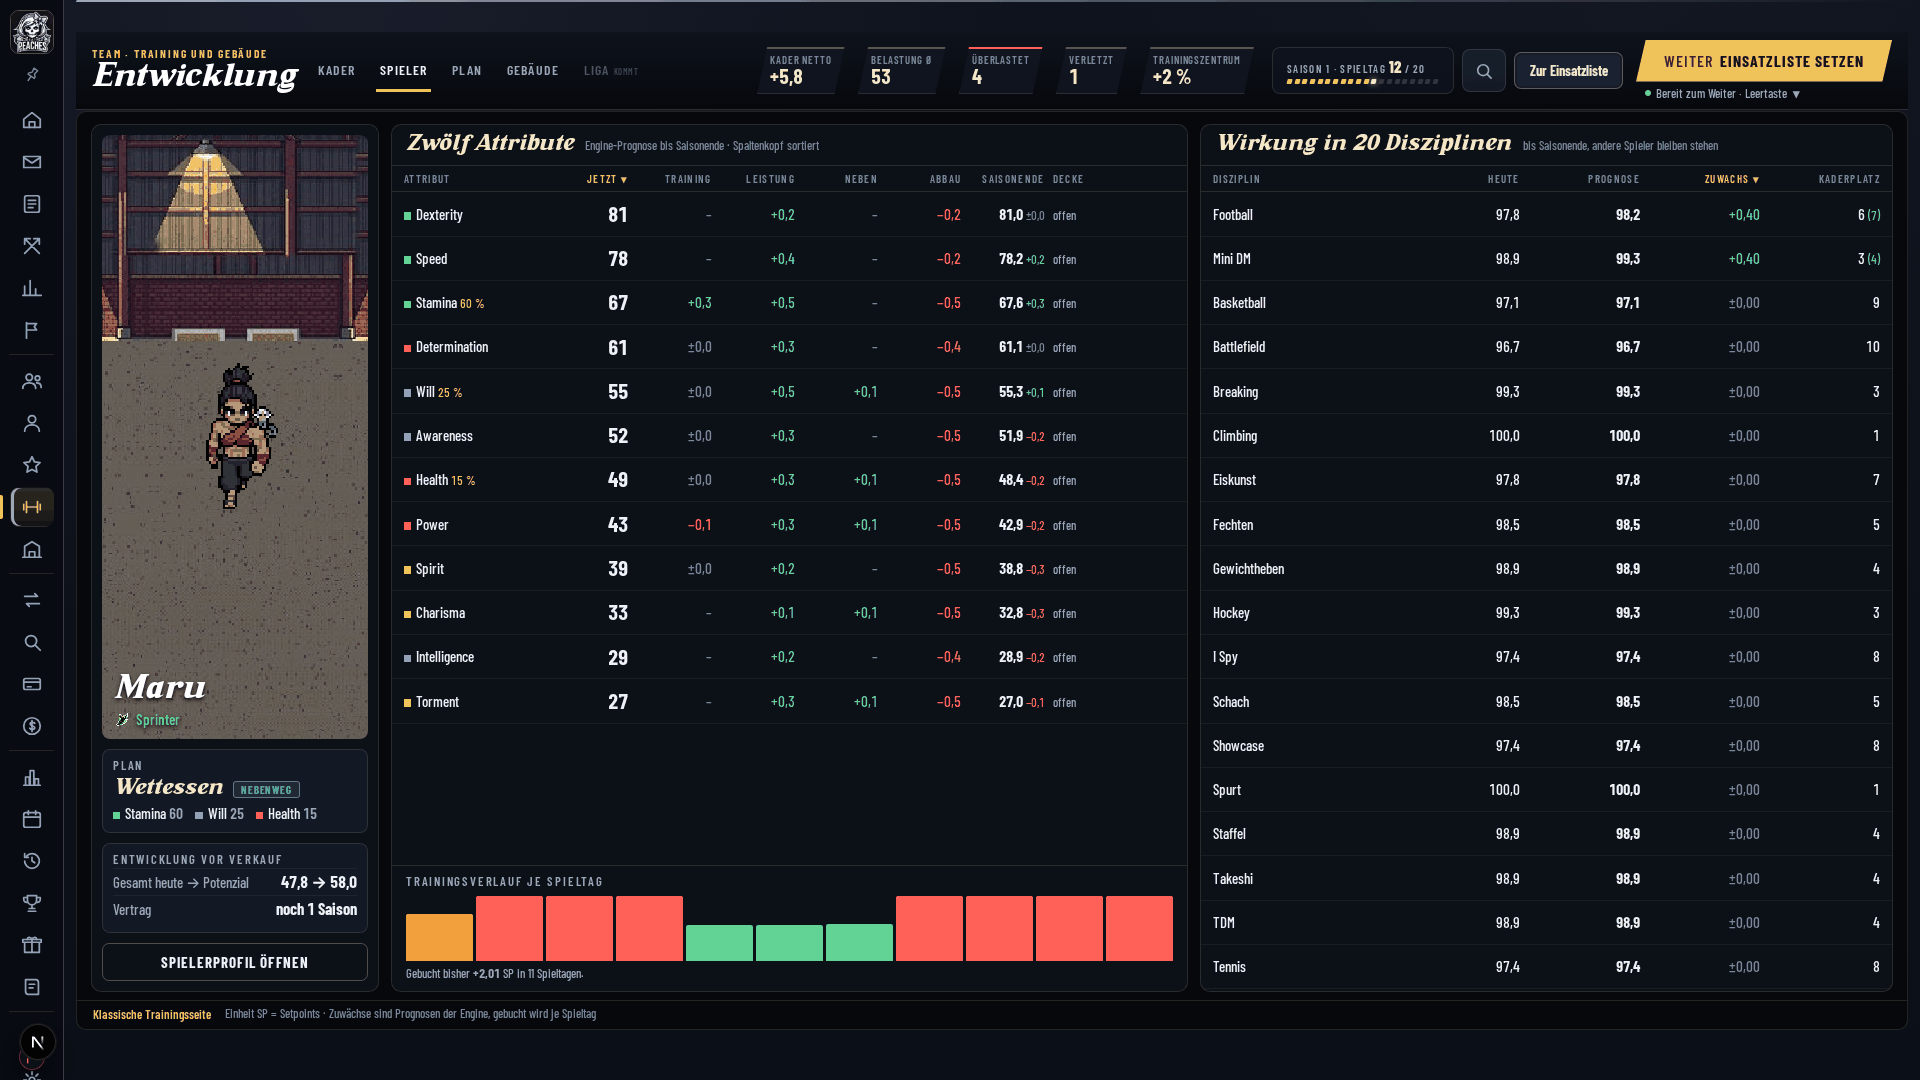 PEACHES
TEAM · TRAINING UND GEBÄUDE
Entwicklung
KADER SPIELER PLAN GEBÄUDE LIGA KOMMT
KADER NETTO
+5,8
BELASTUNG Ø
53
ÜBERLASTET
4
VERLETZT
1
TRAININGSZENTRUM
+2 %
SAISON 1 · SPIELTAG 12 / 20
Zur Einsatzliste
WEITER EINSATZLISTE SETZEN
Bereit zum Weiter · Leertaste ▼
Maru
Sprinter
PLAN
Wettessen NEBENWEG
Stamina 60 Will 25 Health 15
ENTWICKLUNG VOR VERKAUF
Gesamt heute → Potenzial 47,8 → 58,0
Vertrag noch 1 Saison
SPIELERPROFIL ÖFFNEN
Zwölf Attribute Engine-Prognose bis Saisonende · Spaltenkopf sortiert
ATTRIBUT JETZT ▼ TRAINING LEISTUNG NEBEN ABBAU SAISONENDE DECKE
Dexterity 81 – +0,2 – −0,2 81,0 ±0,0 offen
Speed 78 – +0,4 – −0,2 78,2 +0,2 offen
Stamina 60 % 67 +0,3 +0,5 – −0,5 67,6 +0,3 offen
Determination 61 ±0,0 +0,3 – −0,4 61,1 ±0,0 offen
Will 25 % 55 ±0,0 +0,5 +0,1 −0,5 55,3 +0,1 offen
Awareness 52 ±0,0 +0,3 – −0,5 51,9 −0,2 offen
Health 15 % 49 ±0,0 +0,3 +0,1 −0,5 48,4 −0,2 offen
Power 43 −0,1 +0,3 +0,1 −0,5 42,9 −0,2 offen
Spirit 39 ±0,0 +0,2 – −0,5 38,8 −0,3 offen
Charisma 33 – +0,1 +0,1 −0,5 32,8 −0,3 offen
Intelligence 29 – +0,2 – −0,4 28,9 −0,2 offen
Torment 27 – +0,3 +0,1 −0,5 27,0 −0,1 offen
TRAININGSVERLAUF JE SPIELTAG
Gebucht bisher +2,01 SP in 11 Spieltagen.
Wirkung in 20 Disziplinen bis Saisonende, andere Spieler bleiben stehen
DISZIPLIN HEUTE PROGNOSE ZUWACHS ▼ KADERPLATZ
Football 97,8 98,2 +0,40 6 (7)
Mini DM 98,9 99,3 +0,40 3 (4)
Basketball 97,1 97,1 ±0,00 9
Battlefield 96,7 96,7 ±0,00 10
Breaking 99,3 99,3 ±0,00 3
Climbing 100,0 100,0 ±0,00 1
Eiskunst 97,8 97,8 ±0,00 7
Fechten 98,5 98,5 ±0,00 5
Gewichtheben 98,9 98,9 ±0,00 4
Hockey 99,3 99,3 ±0,00 3
I Spy 97,4 97,4 ±0,00 8
Schach 98,5 98,5 ±0,00 5
Showcase 97,4 97,4 ±0,00 8
Spurt 100,0 100,0 ±0,00 1
Staffel 98,9 98,9 ±0,00 4
Takeshi 98,9 98,9 ±0,00 4
TDM 98,9 98,9 ±0,00 4
Tennis 97,4 97,4 ±0,00 8
Klassische Trainingsseite Einheit SP = Setpoints · Zuwächse sind Prognosen der Engine, gebucht wird je Spieltag
N